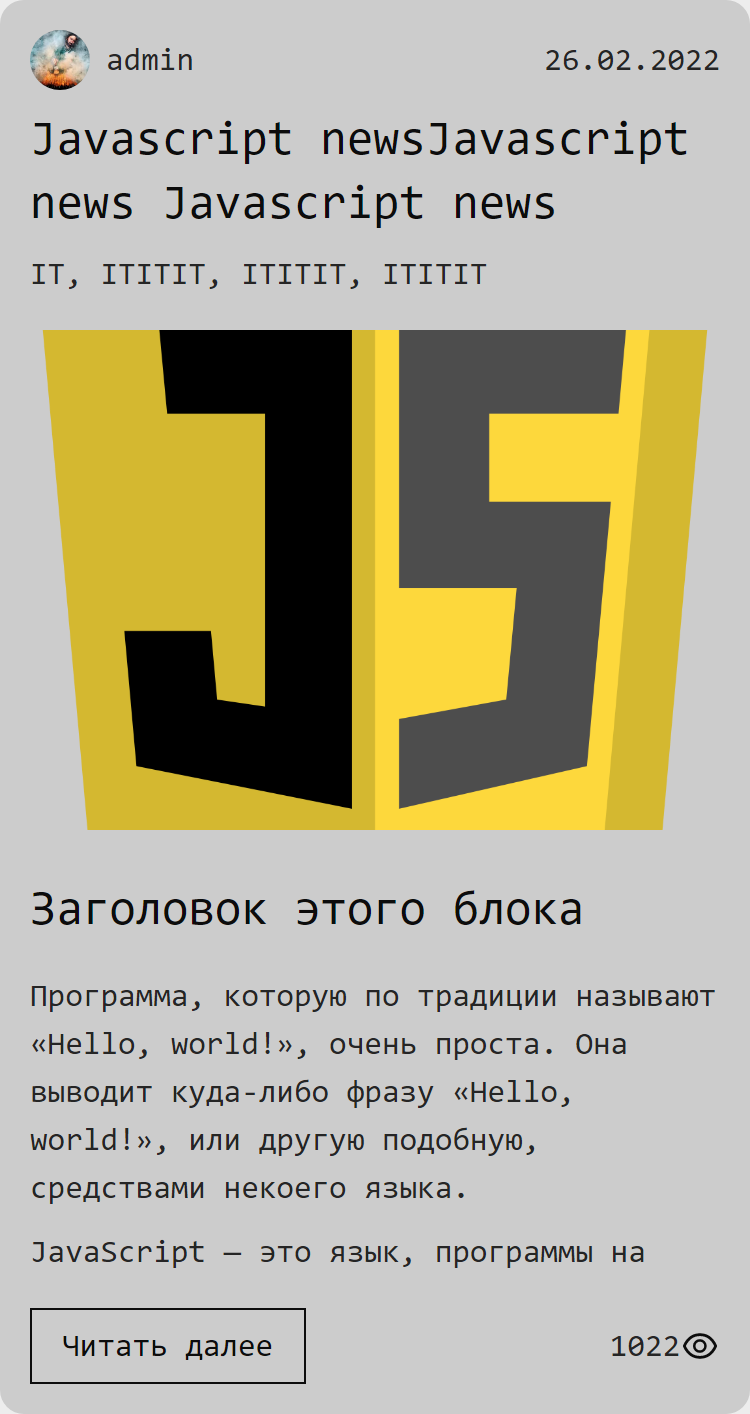 admin 26.02.2022
Javascript newsJavascript
news Javascript news
IT, ITITIT, ITITIT, ITITIT
JS
Заголовок этого блока
Программа, которую по традиции называют
«Hello, world!», очень проста. Она
выводит куда-либо фразу «Hello,
world!», или другую подобную,
средствами некоего языка.
JavaScript — это язык, программы на
Читать далее 1022